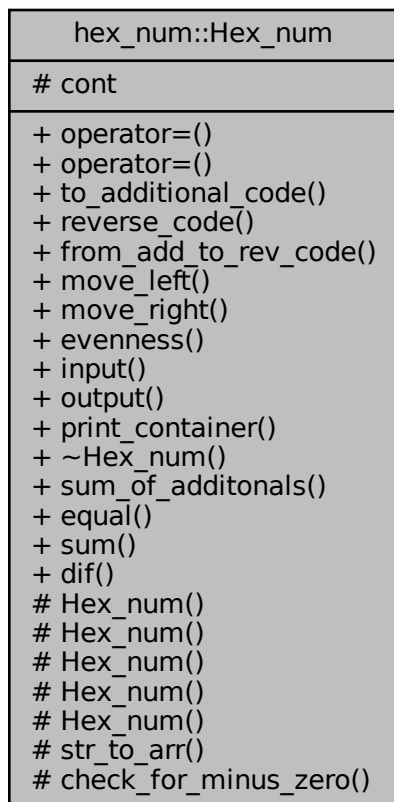 hex_num::Hex_num
# cont
+ operator=()
+ operator=()
+ to_additional_code()
+ reverse_code()
+ from_add_to_rev_code()
+ move_left()
+ move_right()
+ evenness()
+ input()
+ output()
+ print_container()
+ ~Hex_num()
+ sum_of_additonals()
+ equal()
+ sum()
+ dif()
# Hex_num()
# Hex_num()
# Hex_num()
# Hex_num()
# Hex_num()
# str_to_arr()
# check_for_minus_zero()